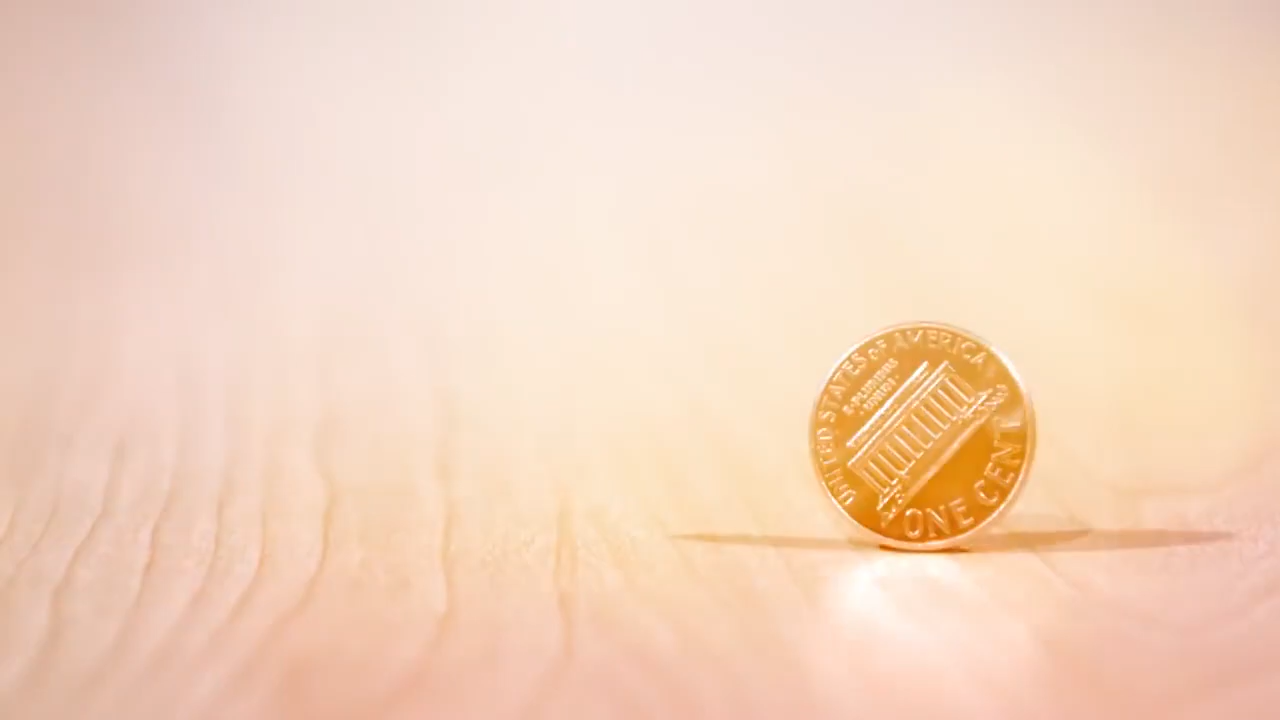 UNITED STATES OF AMERICA
E·PLURIBUS
·UNUM·
ONE CENT